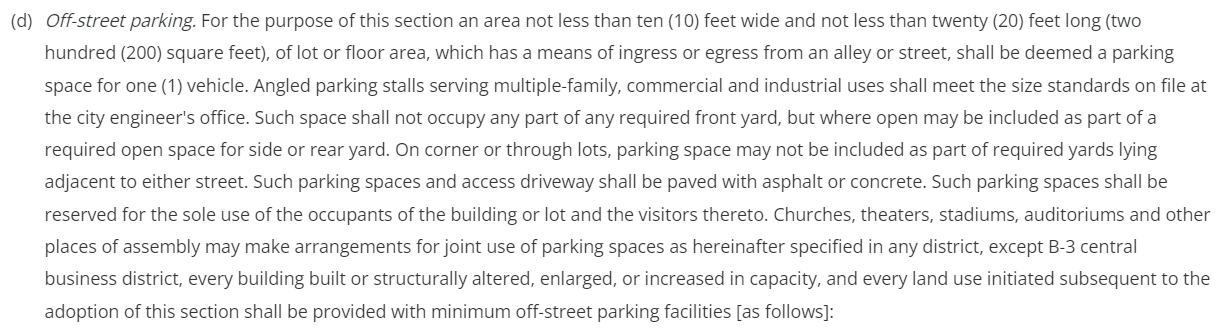 (d) Off-street parking. For the purpose of this section an area not less than ten (10) feet wide and not less than twenty (20) feet long (two
hundred (200) square feet), of lot or floor area, which has a means of ingress or egress from an alley or street, shall be deemed a parking
space for one (1) vehicle. Angled parking stalls serving multiple-family, commercial and industrial uses shall meet the size standards on file at
the city engineer's office. Such space shall not occupy any part of any required front yard, but where open may be included as part of a
required open space for side or rear yard. On corner or through lots, parking space may not be included as part of required yards lying
adjacent to either street. Such parking spaces and access driveway shall be paved with asphalt or concrete. Such parking spaces shall be
reserved for the sole use of the occupants of the building or lot and the visitors thereto. Churches, theaters, stadiums, auditoriums and other
places of assembly may make arrangements for joint use of parking spaces as hereinafter specified in any district, except B-3 central
business district, every building built or structurally altered, enlarged, or increased in capacity, and every land use initiated subsequent to the
adoption of this section shall be provided with minimum off-street parking facilities [as follows]: